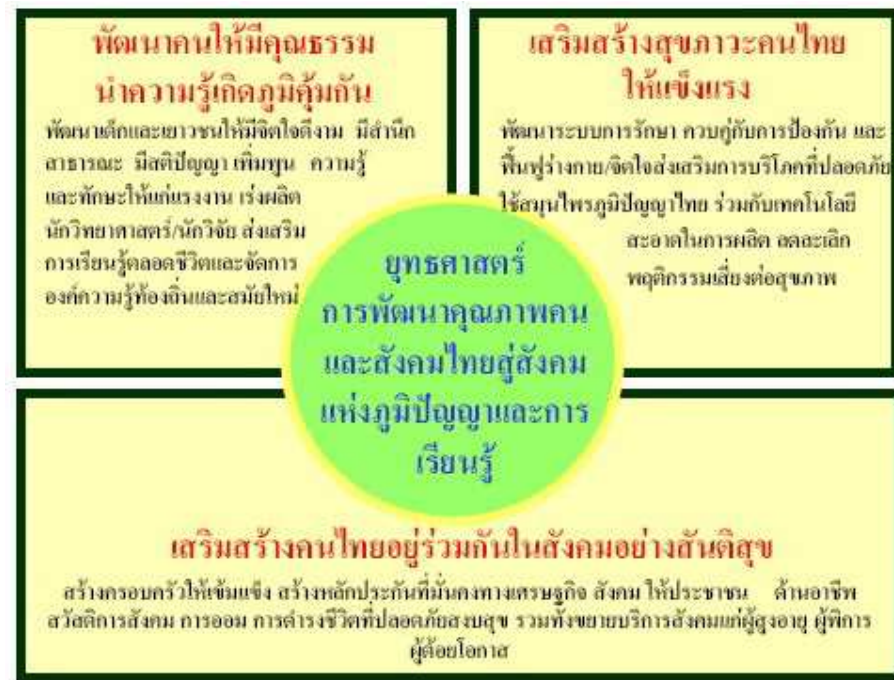 พัฒนาคนให้มีคุณธรรม
นำความรู้เกิดภูมิคุ้มกัน
พัฒนาเด็กและเยาวชนให้มีจิตใจดีงาม มีสำนึก
สาธารณะ มีสติปัญญา เพิ่มพูน ความรู้
และทักษะให้แก่แรงงาน เร่งผลิต
นักวิทยาศาสตร์/นักวิจัย ส่งเสริม
การเรียนรู้ตลอดชีวิตและจัดการ
องค์ความรู้ท้องถิ่นและสมัยใหม่
เสริมสร้างสุขภาวะคนไทย
ให้แข็งแรง
พัฒนาระบบการรักษา ควบคู่กับการป้องกัน และ
ฟื้นฟูร่างกาย/จิตใจส่งเสริมการบริโภคที่ปลอดภัย
ใช้สมุนไพรภูมิปัญญาไทย ร่วมกับเทคโนโลยี
สะอาดในการผลิต ลดละเลิก
พฤติกรรมเสี่ยงต่อสุขภาพ
ยุทธศาสตร์
การพัฒนาคุณภาพคน
และสังคมไทยสู่สังคม
แห่งภูมิปัญญาและการ
เรียนรู้
เสริมสร้างคนไทยอยู่ร่วมกันในสังคมอย่างสันติสุข
สร้างครอบครัวให้เข้มแข็ง สร้างหลักประกันที่มั่นคงทางเศรษฐกิจ สังคม ให้ประชาชน ด้านอาชีพ
สวัสดิการสังคม การออม การดำรงชีวิตที่ปลอดภัยสงบสุข รวมทั้งขยายบริการสังคมแก่ผู้สูงอายุ ผู้พิการ
ผู้ด้อยโอกาส